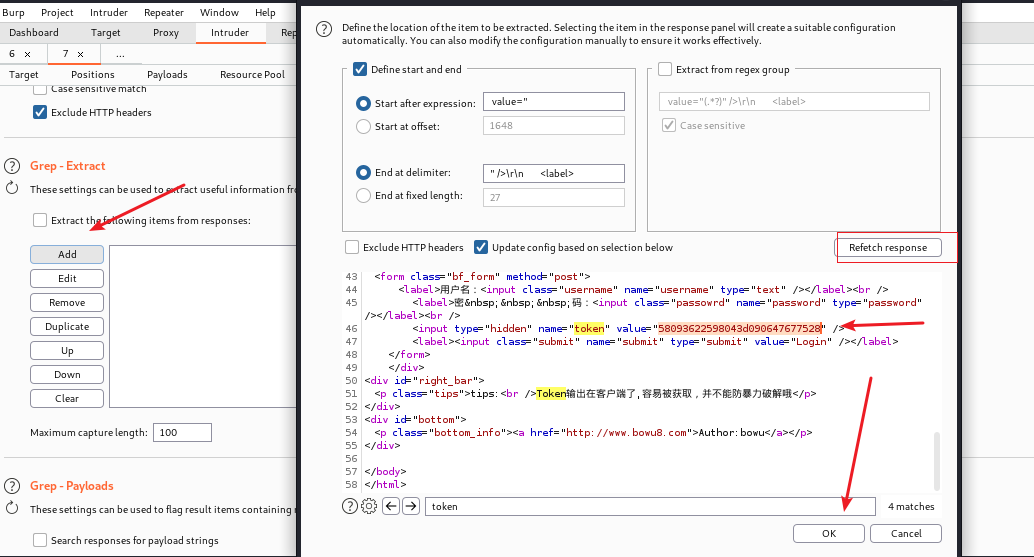 Burp Project Intruder Repeater Window Help
Dashboard Target Proxy Intruder Rep
6 × 7 × ...
Target Positions Payloads Resource Pool
Case sensitive match
Exclude HTTP headers
Grep - Extract
These settings can be used to extract useful information fro
Extract the following items from responses:
Add
Edit
Remove
Duplicate
Up
Down
Clear
Maximum capture length: 100
Grep - Payloads
These settings can be used to flag result items containing
Search responses for payload strings
Define the location of the item to be extracted. Selecting the item in the response panel will create a suitable configuration
automatically. You can also modify the configuration manually to ensure it works effectively.
Define start and end
Start after expression: value="
Start at offset: 1648
End at delimiter: " />\r\n <label>
End at fixed length: 27
Extract from regex group
value="(.*?)" />\r\n <label>
Case sensitive
Exclude HTTP headers Update config based on selection below Refetch response
43 <form class="bf_form" method="post">
44 <label>用户名：<input class="username" name="username" type="text" /></label><br />
45 <label>密&nbsp;&nbsp;&nbsp;码：<input class="passowrd" name="password" type="password"
/></label><br />
46 <input type="hidden" name="token" value="58093622598043d090647677528" />
47 <label><input class="submit" name="submit" type="submit" value="Login" /></label>
48 </form>
49 </div>
50 <div id="right_bar">
51 <p class="tips">tips:<br />Token输出在客户端了,容易被获取，并不能防暴力破解哦</p>
52 </div>
53 <div id="bottom">
54 <p class="bottom_info"><a href="http://www.bowu8.com">Author:bowu</a></p>
55 </div>
56
57 </body>
58 </html>
token 4 matches
OK Cancel